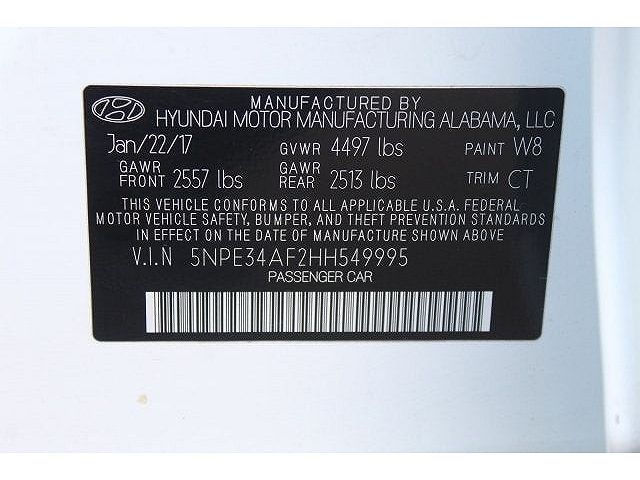 MANUFACTURED BY
HYUNDAI MOTOR MANUFACTURING ALABAMA, LLC
Jan/22/17 GVWR 4497 lbs PAINT W8
GAWR FRONT 2557 lbs GAWR REAR 2513 lbs TRIM CT
THIS VEHICLE CONFORMS TO ALL APPLICABLE U.S.A. FEDERAL
MOTOR VEHICLE SAFETY, BUMPER, AND THEFT PREVENTION STANDARDS
IN EFFECT ON THE DATE OF MANUFACTURE SHOWN ABOVE
V.I.N 5NPE34AF2HH549995
PASSENGER CAR